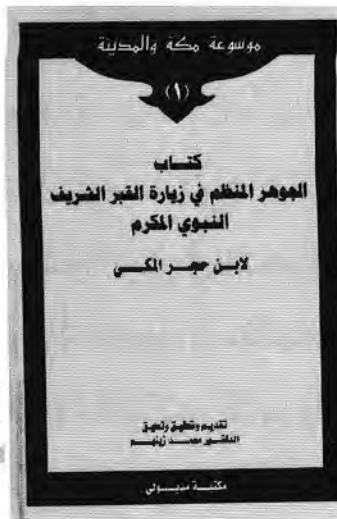 موسوعة مكة والمدينة
(١)
كتاب
الجوهر المنظم في زيارة القبر الشريف
النبوي المكرم
لابن حجر المكي
تقديم وتعليق وتحقيق
الدكتور محمد زينهم
مكتبة مدبولي